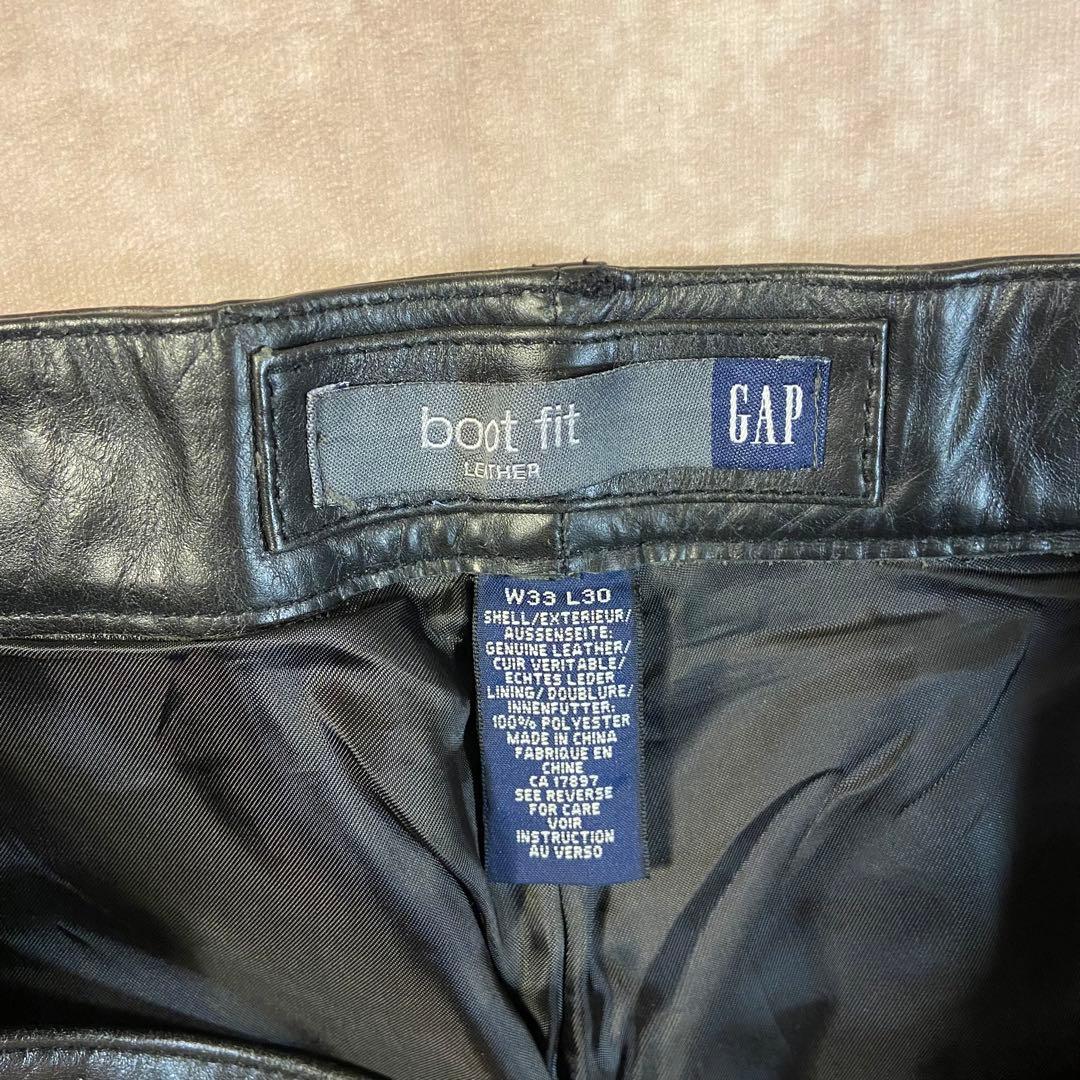 boot fit
LEATHER
GAP
W33 L30
SHELL/EXTERIEUR/
AUSSENSEITE:
GENUINE LEATHER/
CUIR VERITABLE/
ECHTES LEDER
LINING/ DOUBLURE/
INNENFUTTER:
100% POLYESTER
MADE IN CHINA
FABRIQUE EN
CHINE
CA 17897
SEE REVERSE
FOR CARE
VOIR
INSTRUCTION
AU VERSO